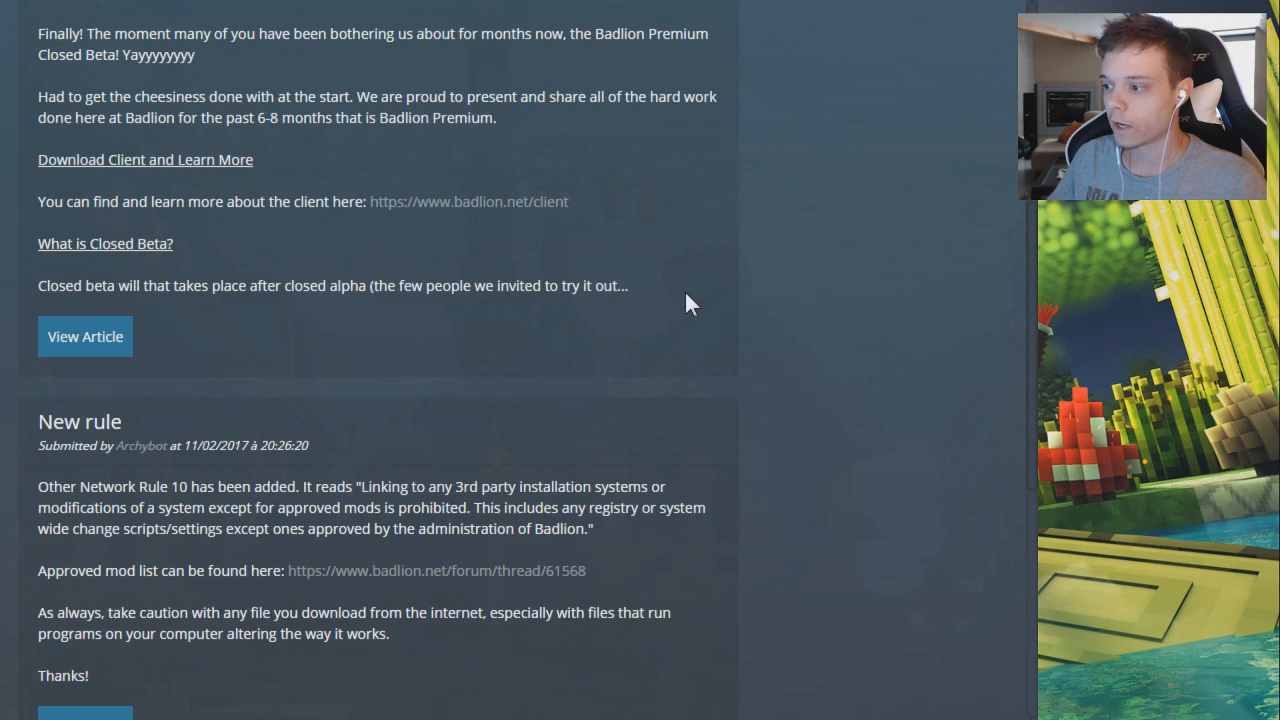 Finally! The moment many of you have been bothering us about for months now, the Badlion Premium
Closed Beta! Yayyyyyyyy
Had to get the cheesiness done with at the start. We are proud to present and share all of the hard work
done here at Badlion for the past 6-8 months that is Badlion Premium.
Download Client and Learn More
You can find and learn more about the client here: https://www.badlion.net/client
What is Closed Beta?
Closed beta will that takes place after closed alpha (the few people we invited to try it out...
View Article
New rule
Submitted by Archybot at 11/02/2017 à 20:26:20
Other Network Rule 10 has been added. It reads "Linking to any 3rd party installation systems or
modifications of a system except for approved mods is prohibited. This includes any registry or system
wide change scripts/settings except ones approved by the administration of Badlion."
Approved mod list can be found here: https://www.badlion.net/forum/thread/61568
As always, take caution with any file you download from the internet, especially with files that run
programs on your computer altering the way it works.
Thanks!